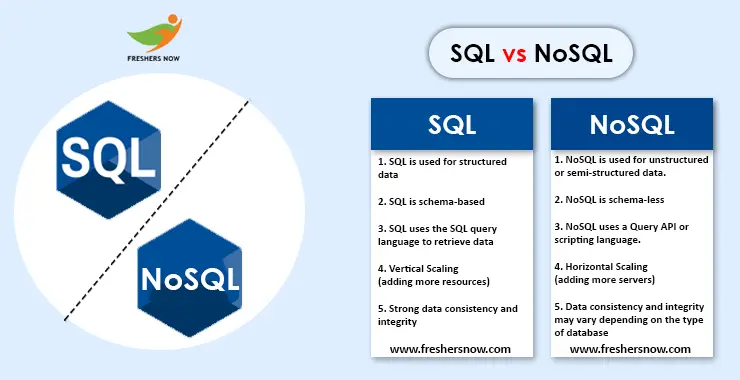 FRESHERS NOW
SQL vs NoSQL
SQL
NoSQL
SQL
1. SQL is used for structured
data
2. SQL is schema-based
3. SQL uses the SQL query
language to retrieve data
4. Vertical Scaling
(adding more resources)
5. Strong data consistency and
integrity
www.freshersnow.com
NoSQL
1. NoSQL is used for unstructured
or semi-structured data.
2. NoSQL is schema-less
3. NoSQL uses a Query API or
scripting language.
4. Horizontal Scaling
(adding more servers)
5. Data consistency and integrity
may vary depending on the type
of database
www.freshersnow.com